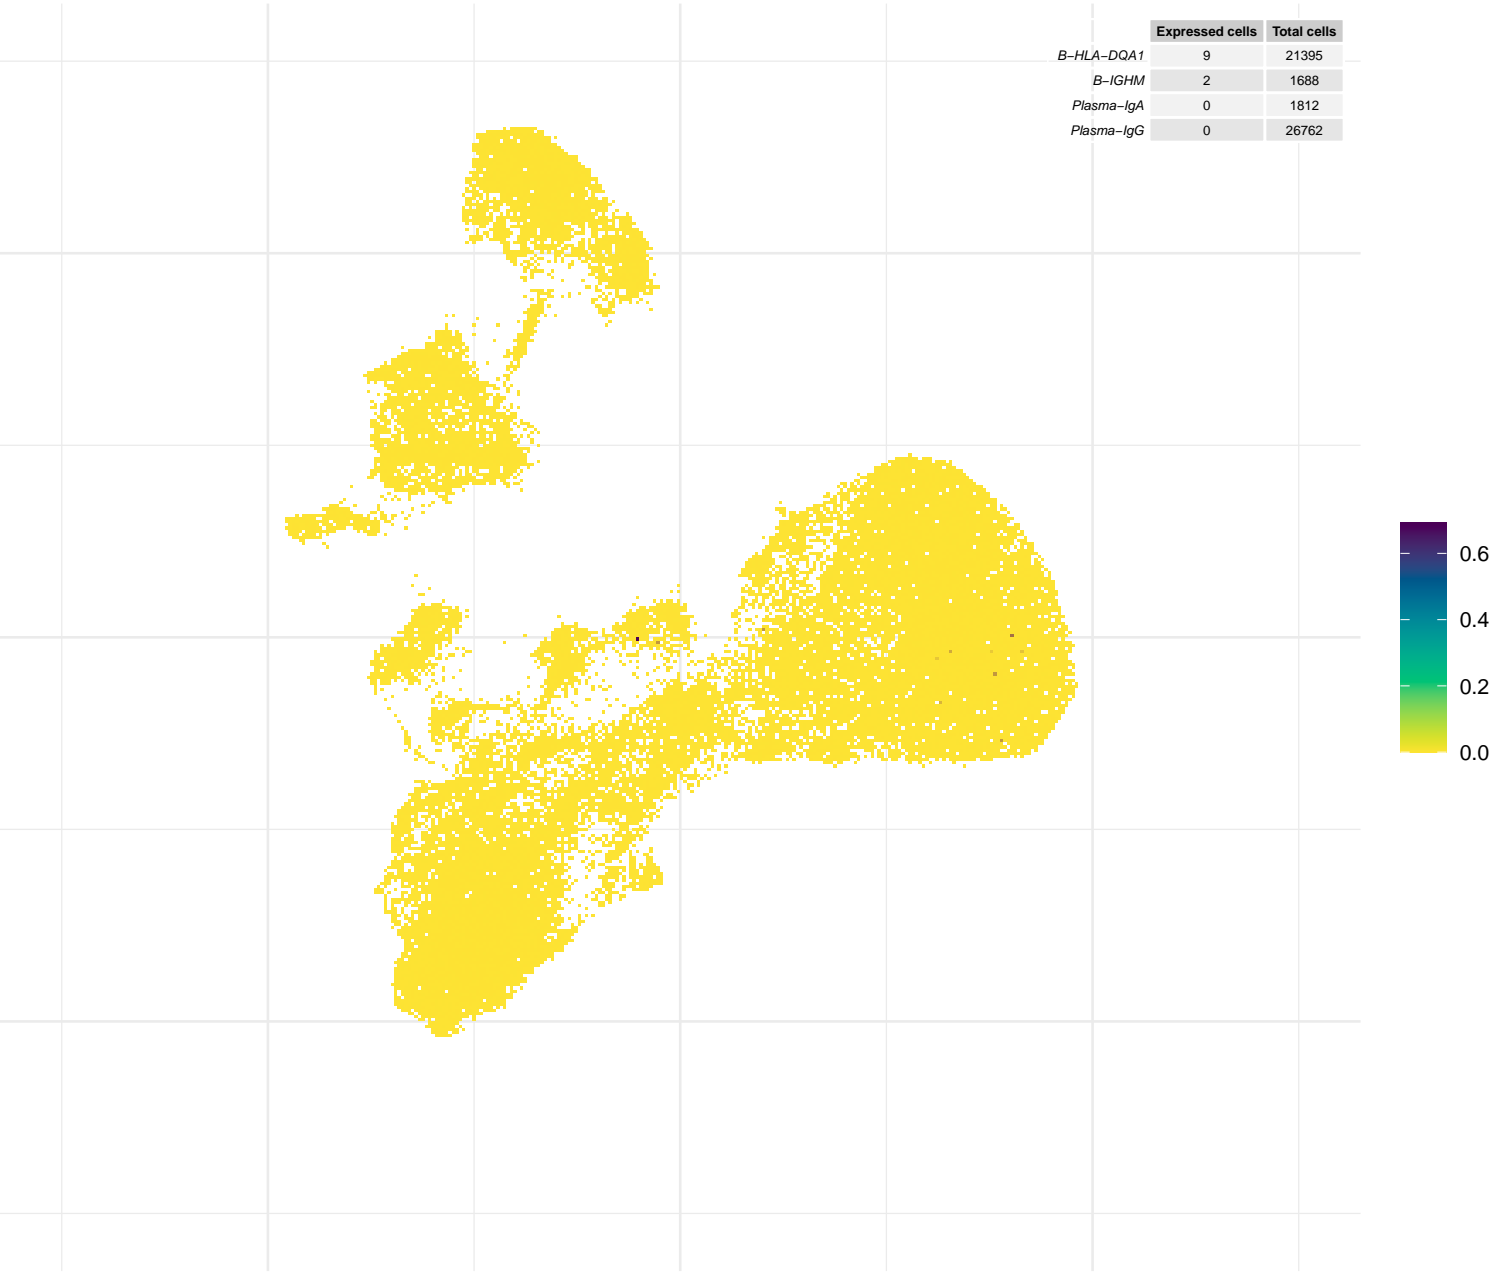 Expressed cells Total cells
B−HLA−DQA1 9 21395
B−IGHM 2 1688
Plasma−IgA 0 1812
Plasma−IgG 0 26762
0.6
0.4
0.2
0.0